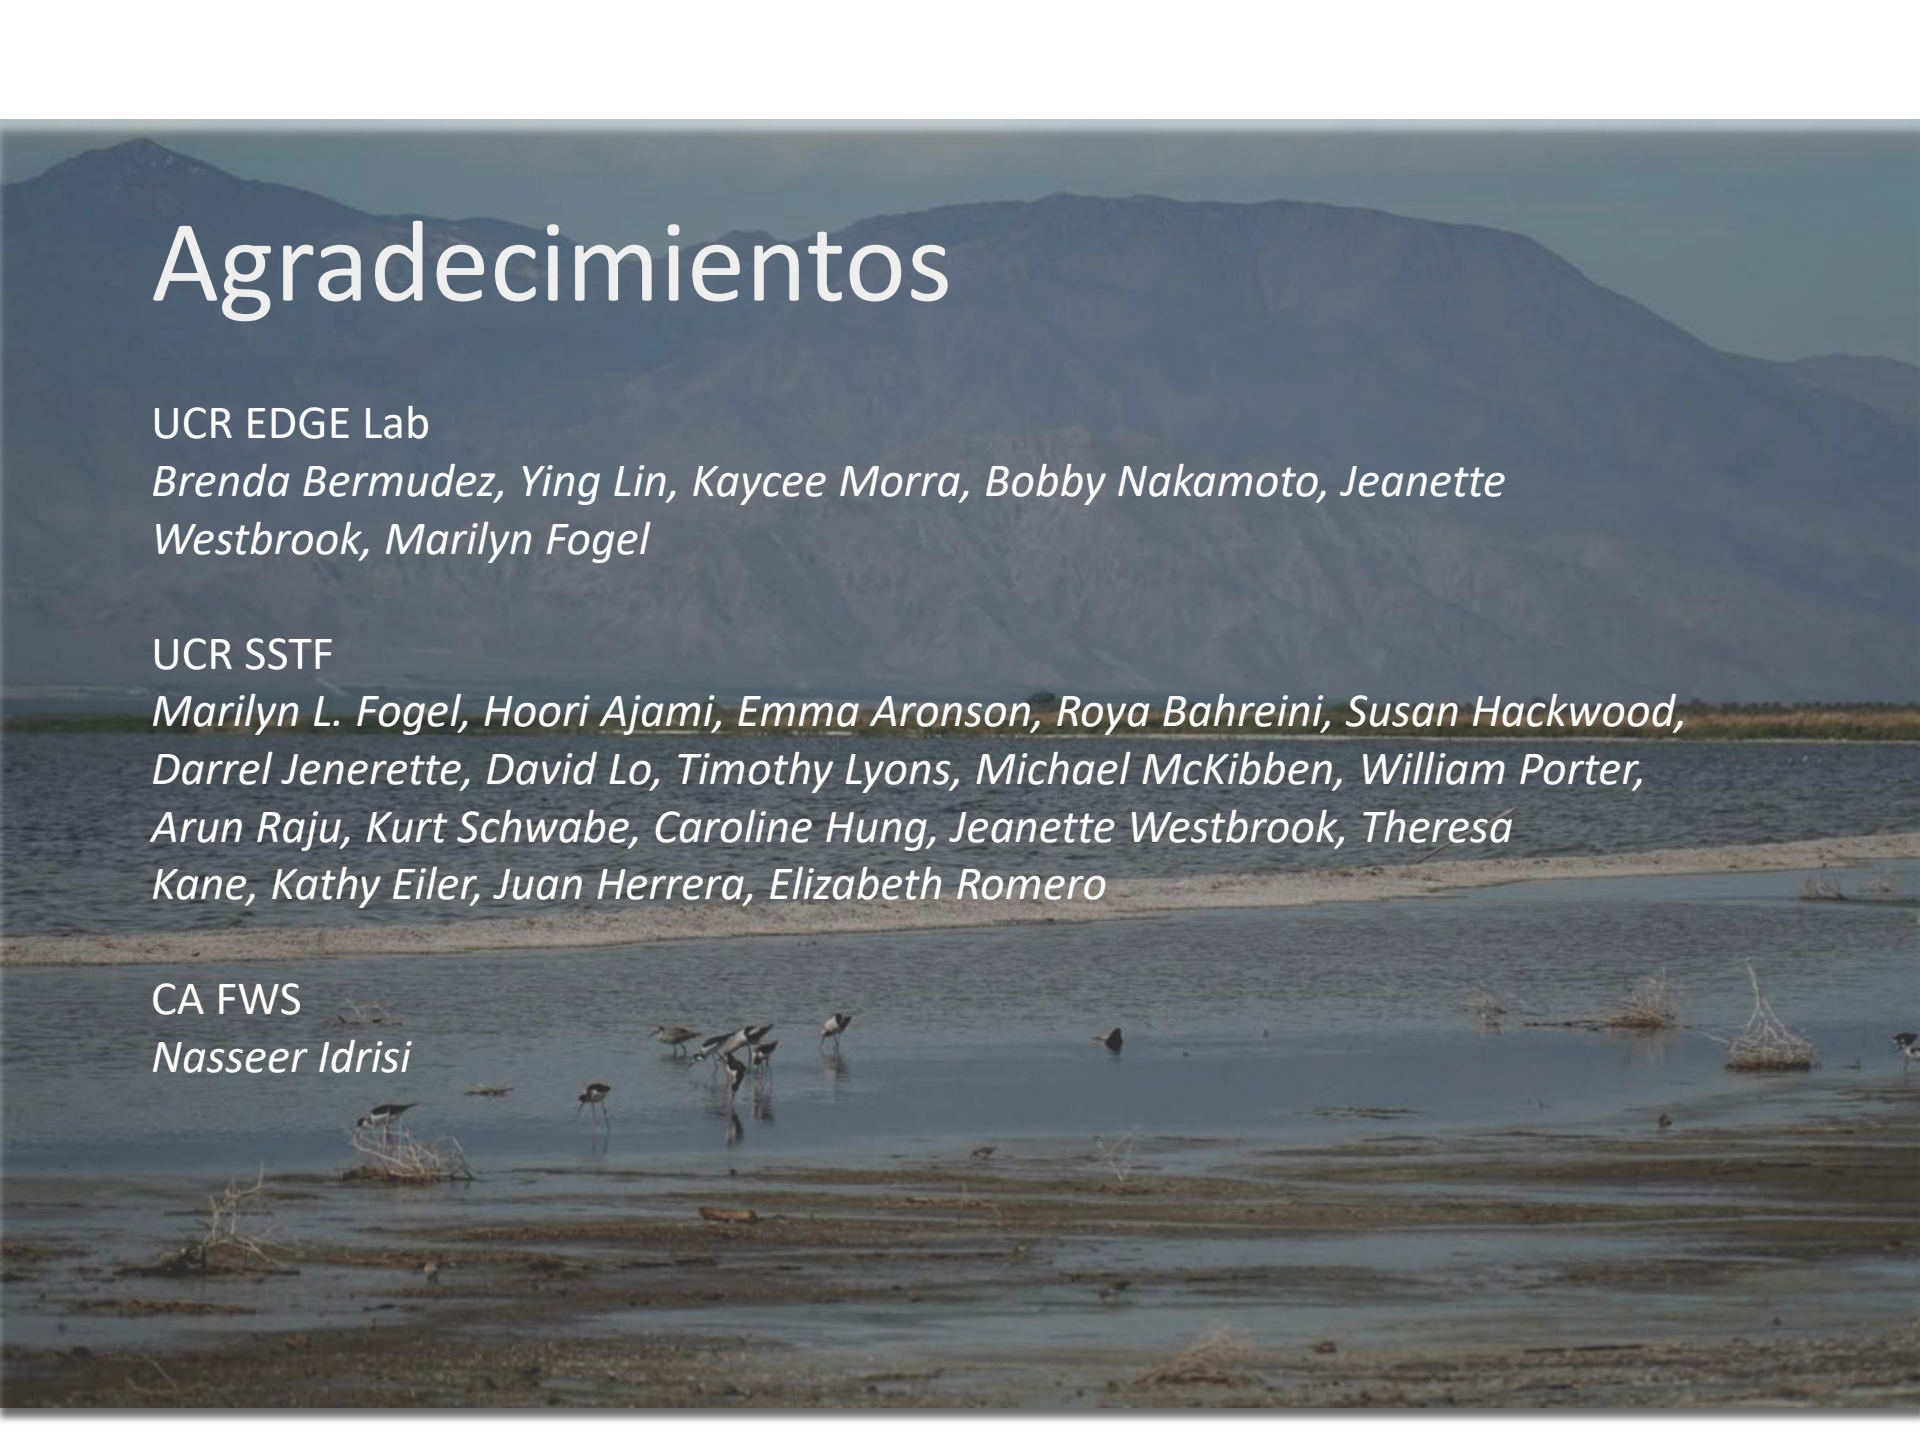 Agradecimientos
UCR EDGE Lab
Brenda Bermudez, Ying Lin, Kaycee Morra, Bobby Nakamoto, Jeanette
Westbrook, Marilyn Fogel
UCR SSTF
Marilyn L. Fogel, Hoori Ajami, Emma Aronson, Roya Bahreini, Susan Hackwood,
Darrel Jenerette, David Lo, Timothy Lyons, Michael McKibben, William Porter,
Arun Raju, Kurt Schwabe, Caroline Hung, Jeanette Westbrook, Theresa
Kane, Kathy Eiler, Juan Herrera, Elizabeth Romero
CA FWS
Nasseer Idrisi